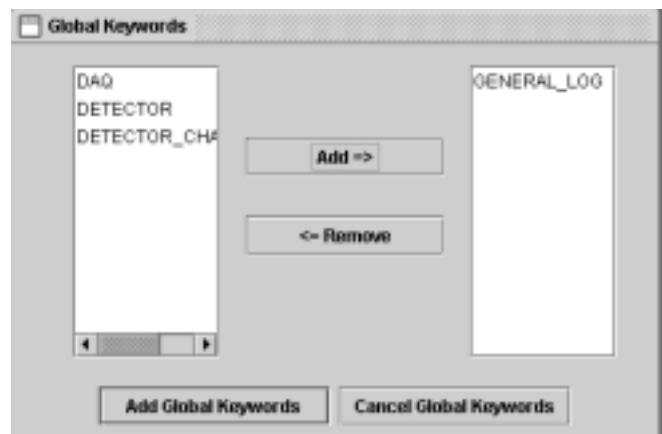 Global Keywords
DAQ
DETECTOR
DETECTOR_CHA
GENERAL_LOG
Add =>
<= Remove
Add Global Keywords
Cancel Global Keywords